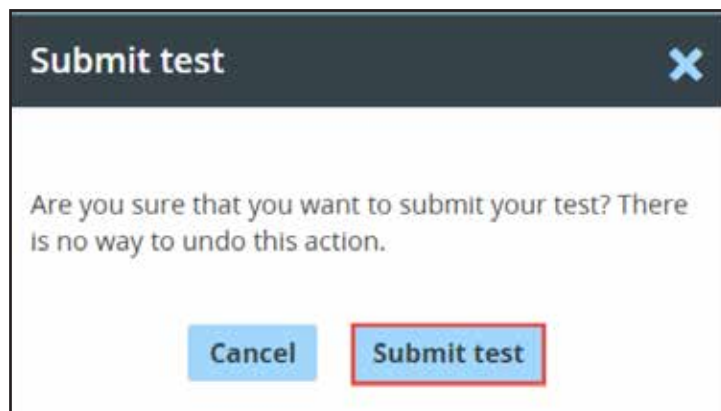 Submit test
Are you sure that you want to submit your test? There
is no way to undo this action.
Cancel Submit test